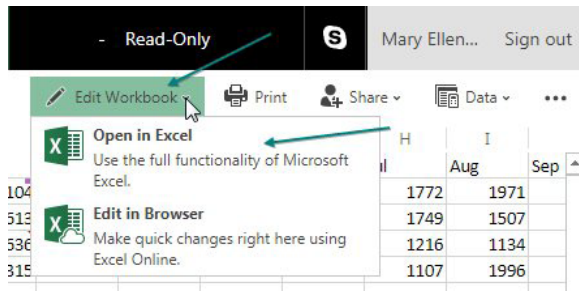 - Read-Only
Mary Ellen... Sign out
Edit Workbook Print Share Data
Open in Excel
Use the full functionality of Microsoft
Excel.
Edit in Browser
Make quick changes right here using
Excel Online.
H I
Aug Sep
104 1772 1971
513 1749 1507
536 1216 1134
315 1107 1996